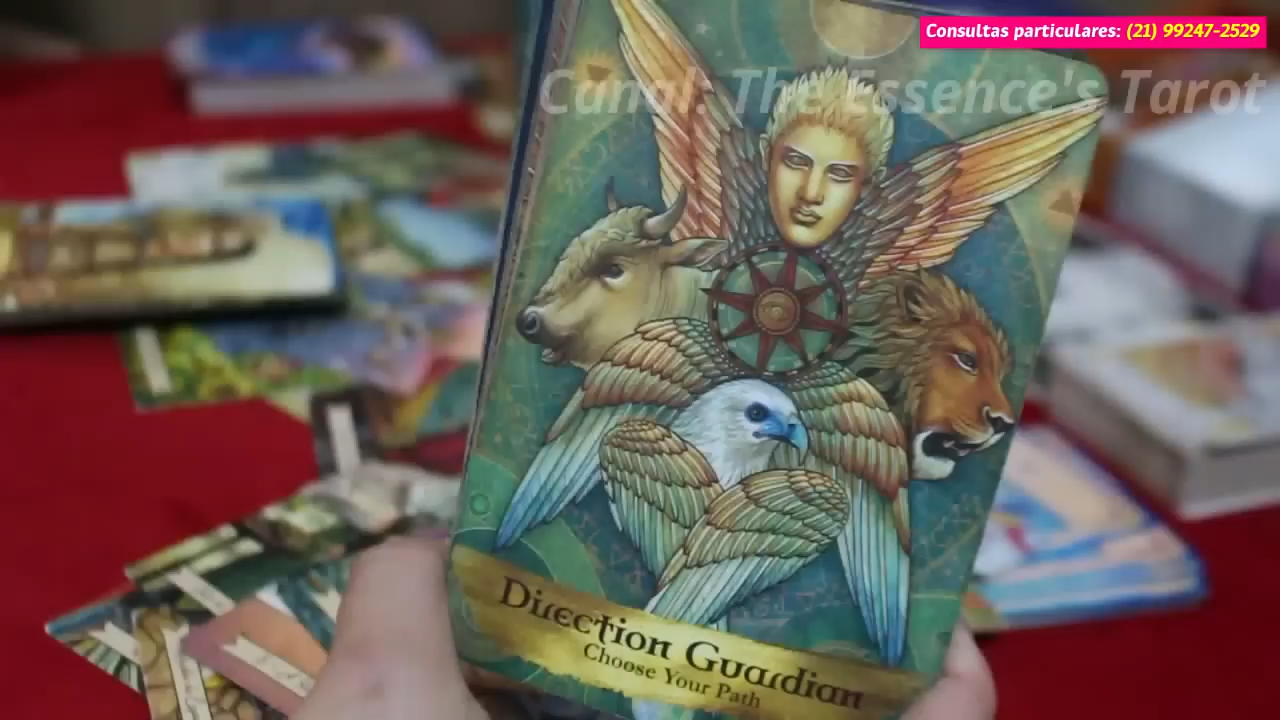 Consultas particulares: (21) 99247-2529
Canal: The Essence's Tarot
Direction Guardian
Choose Your Path